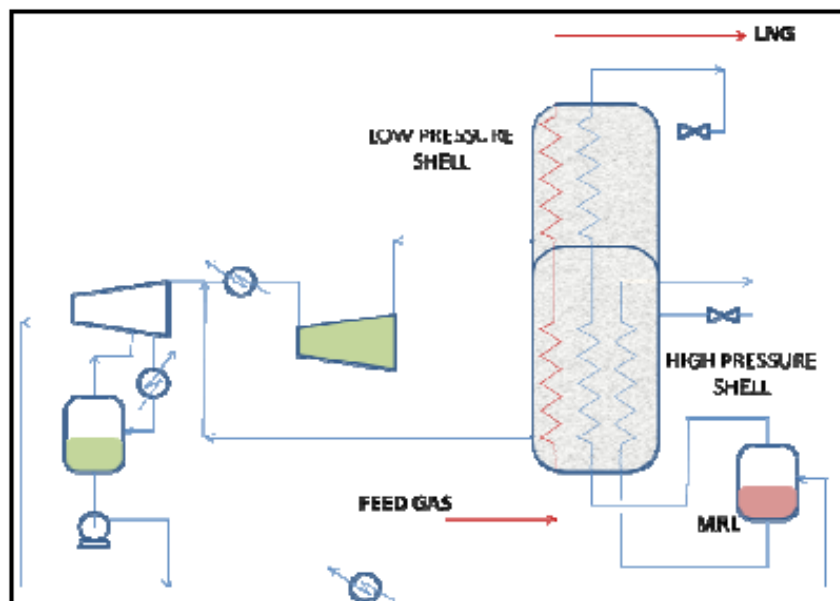 LNG
LOW PRESSURE
SHELL
HIGH PRESSURE
SHELL
FEED GAS
MRL